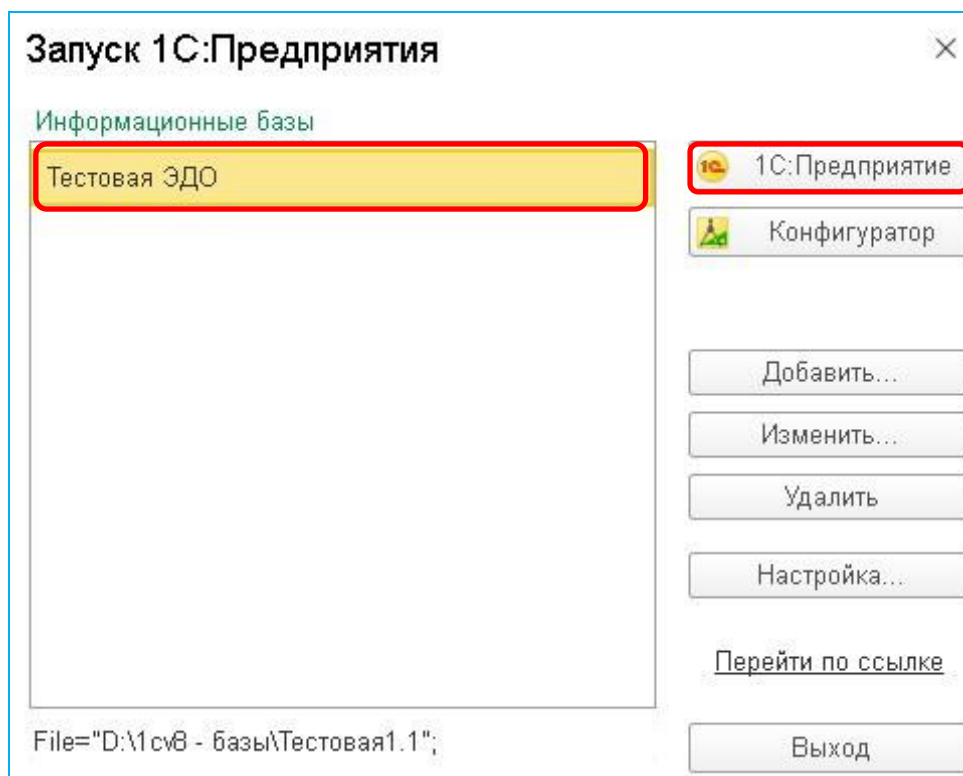 Запуск 1С:Предприятия
Информационные базы
Тестовая ЭДО
1С:Предприятие
Конфигуратор
Добавить...
Изменить...
Удалить
Настройка...
Перейти по ссылке
File="D:\1cv8 - базы\Тестовая1.1";
Выход